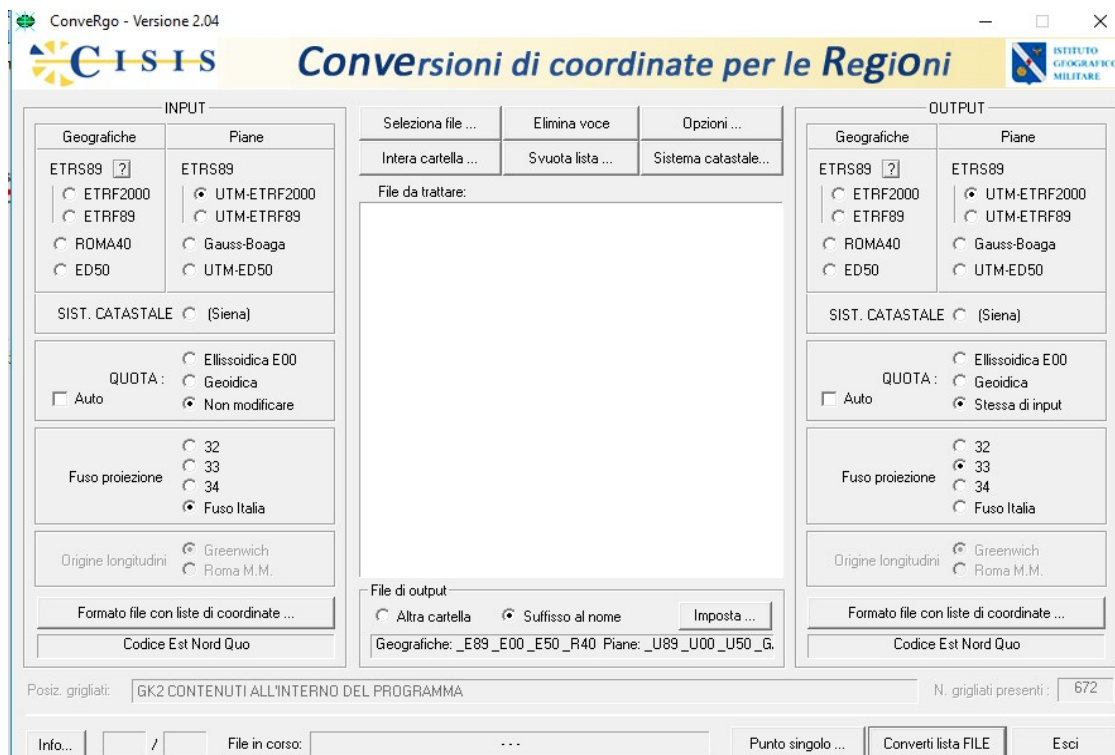 ConveRgo - Versione 2.04
CISIS
Conversioni di coordinate per le Regioni
ISTITUTO
GEOGRAFICO
MILITARE
INPUT
Geografiche Piane
ETRS89 ? ETRS89
ETRF2000 UTM-ETRF2000
ETRF89 UTM-ETRF89
ROMA40 Gauss-Boaga
ED50 UTM-ED50
SIST. CATASTALE (Siena)
QUOTA :
Auto
Ellissoidica E00
Geoidica
Non modificare
Fuso proiezione
32
33
34
Fuso Italia
Origine longitudini
Greenwich
Roma M.M.
Formato file con liste di coordinate ...
Codice Est Nord Quo
Seleziona file ... Elimina voce Opzioni ...
Intera cartella ... Svuota lista ... Sistema catastale...
File da trattare:
File di output
Altra cartella Suffisso al nome Imposta ...
Geografiche: _E89 _E00 _E50 _R40 Piane: _U89 _U00 _U50 _G
OUTPUT
Geografiche Piane
ETRS89 ? ETRS89
ETRF2000 UTM-ETRF2000
ETRF89 UTM-ETRF89
ROMA40 Gauss-Boaga
ED50 UTM-ED50
SIST. CATASTALE (Siena)
QUOTA :
Auto
Ellissoidica E00
Geoidica
Stessa di input
Fuso proiezione
32
33
34
Fuso Italia
Origine longitudini
Greenwich
Roma M.M.
Formato file con liste di coordinate ...
Codice Est Nord Quo
Posiz. grigliati: GK2 CONTENUTI ALL'INTERNO DEL PROGRAMMA N. grigliati presenti : 672
Info... / File in corso: - - - Punto singolo ... Converti lista FILE Esci